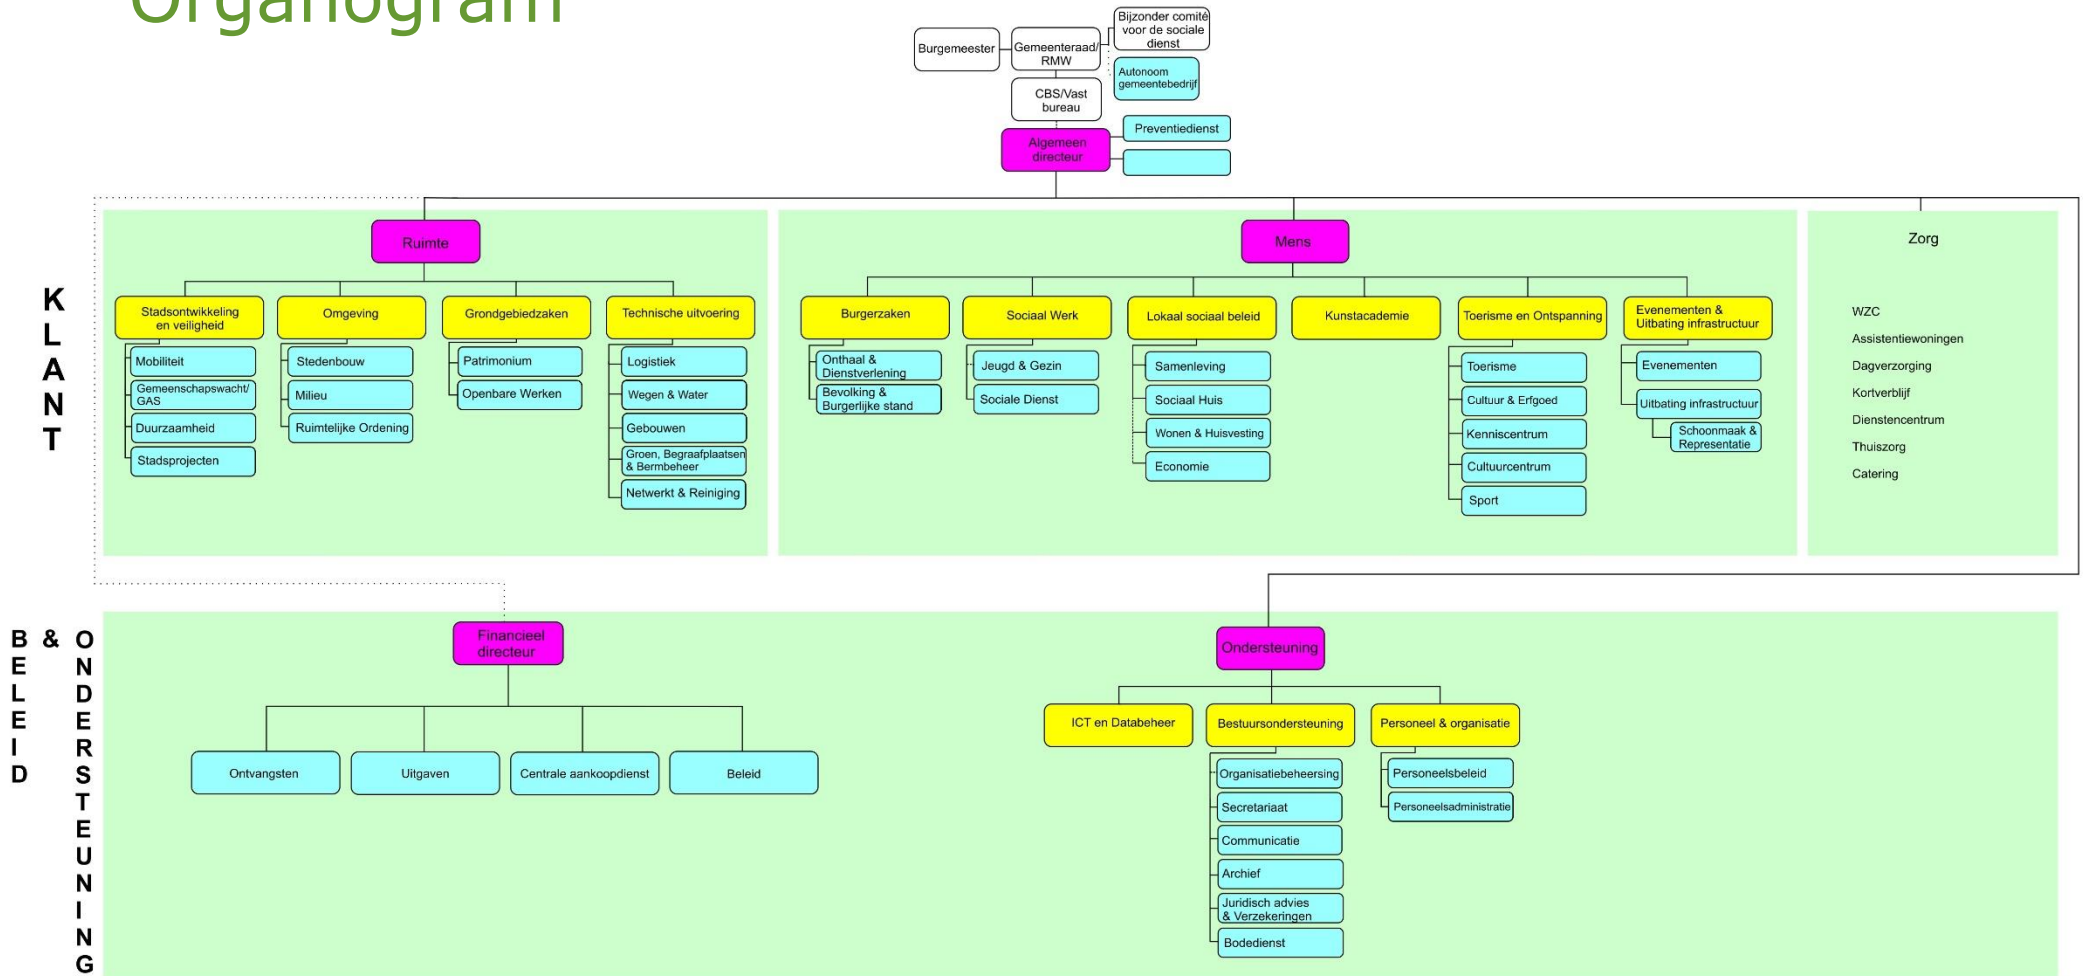 Organogram
Burgemeester
Gemeenteraad/
RMW
Bijzonder comité
voor de sociale
dienst
Autonoom
gemeentebedrijf
CBS/Vast
bureau
Algemeen
directeur
Preventiedienst
KLANT
Ruimte
Stadsontwikkeling
en veiligheid
Mobiliteit
Gemeenschapswacht/
GAS
Duurzaamheid
Stadsprojecten
Omgeving
Stedenbouw
Milieu
Ruimtelijke Ordening
Grondgebiedzaken
Patrimonium
Openbare Werken
Technische uitvoering
Logistiek
Wegen & Water
Gebouwen
Groen, Begraafplaatsen
& Bermbeheer
Netwerkt & Reiniging
Mens
Burgerzaken
Onthaal &
Dienstverlening
Bevolking &
Burgerlijke stand
Sociaal Werk
Jeugd & Gezin
Sociale Dienst
Lokaal sociaal beleid
Samenleving
Sociaal Huis
Wonen & Huisvesting
Economie
Kunstacademie
Toerisme en Ontspanning
Toerisme
Cultuur & Erfgoed
Kenniscentrum
Cultuurcentrum
Sport
Evenementen &
Uitbating infrastructuur
Evenementen
Uitbating infrastructuur
Schoonmaak &
Representatie
Zorg
WZC
Assistentiewoningen
Dagverzorging
Kortverblijf
Dienstencentrum
Thuiszorg
Catering
BELEID
&
ONDERSTEUNING
Financieel
directeur
Ontvangsten
Uitgaven
Centrale aankoopdienst
Beleid
Ondersteuning
ICT en Databeheer
Bestuursondersteuning
Organisatiebeheersing
Secretariaat
Communicatie
Archief
Juridisch advies
& Verzekeringen
Bodedienst
Personeel & organisatie
Personeelsbeleid
Personeelsadministratie